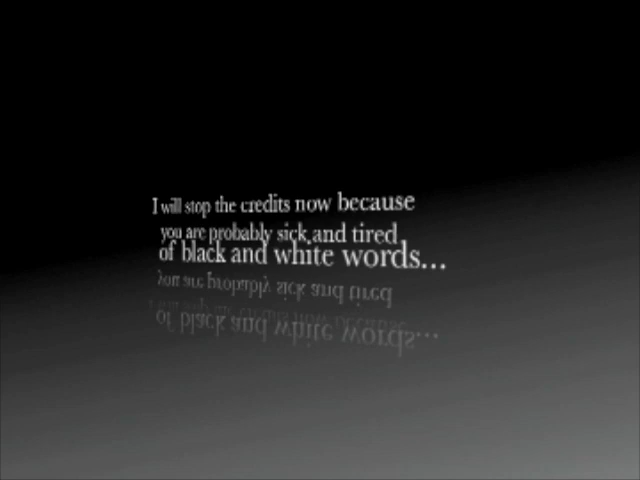 I will stop the credits now because
you are probably sick and tired
of black and white words...